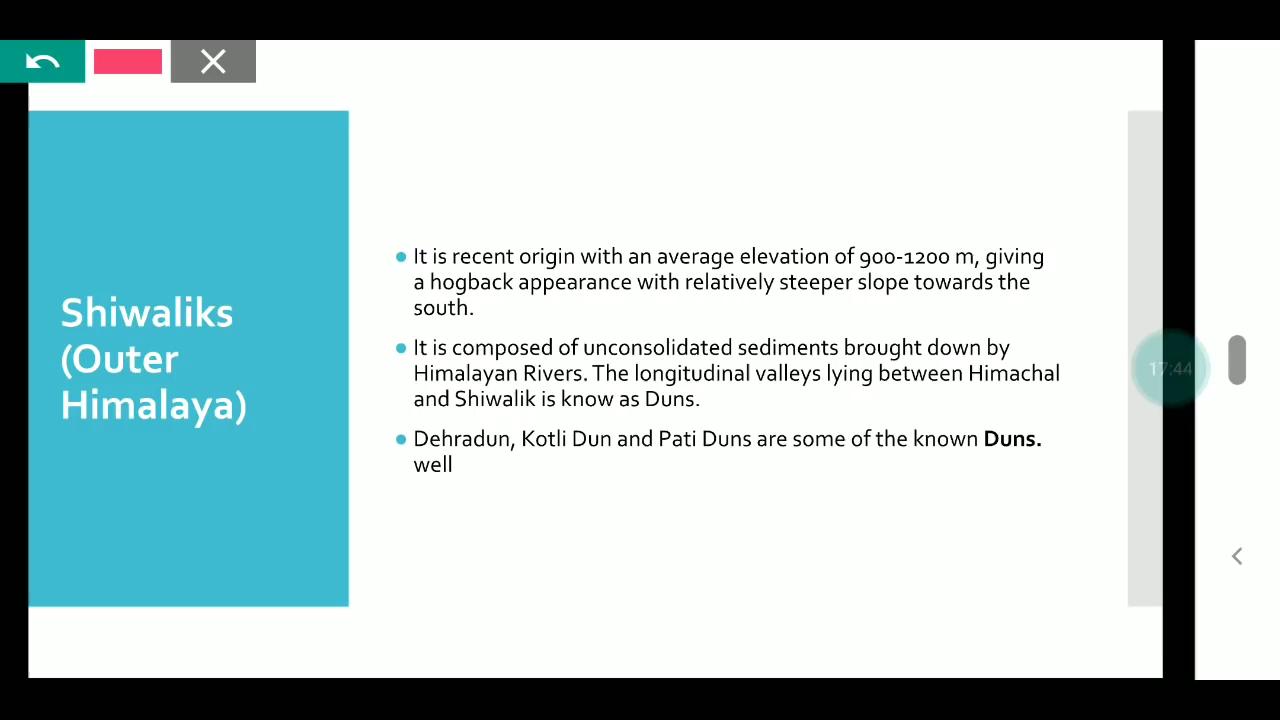 Shiwaliks
(Outer
Himalaya)
It is recent origin with an average elevation of 900-1200 m, giving
a hogback appearance with relatively steeper slope towards the
south.
It is composed of unconsolidated sediments brought down by
Himalayan Rivers. The longitudinal valleys lying between Himachal
and Shiwalik is know as Duns.
Dehradun, Kotli Dun and Pati Duns are some of the known Duns.
well
17:44